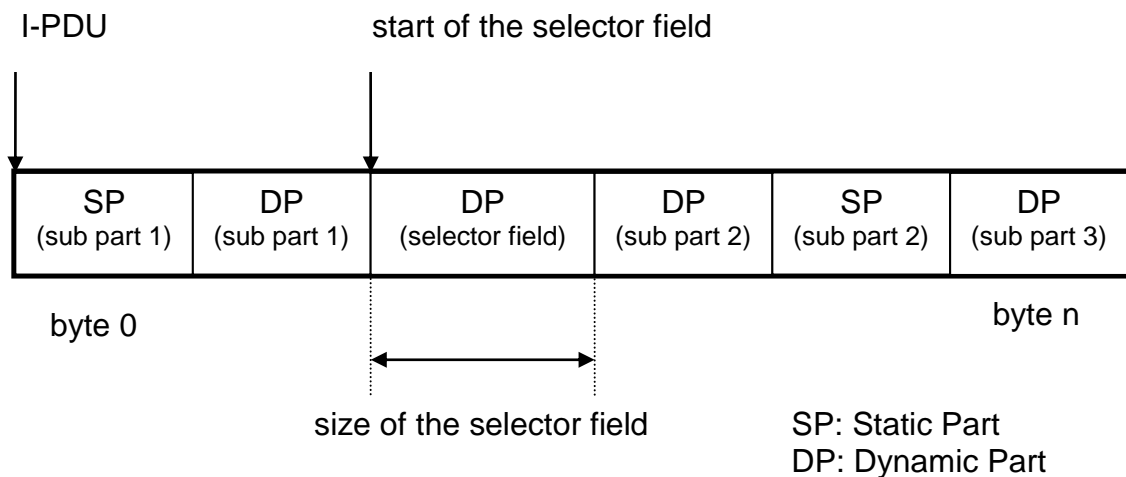 I-PDU
start of the selector field
SP
(sub part 1)
DP
(sub part 1)
DP
(selector field)
DP
(sub part 2)
SP
(sub part 2)
DP
(sub part 3)
byte 0
byte n
size of the selector field
SP: Static Part
DP: Dynamic Part